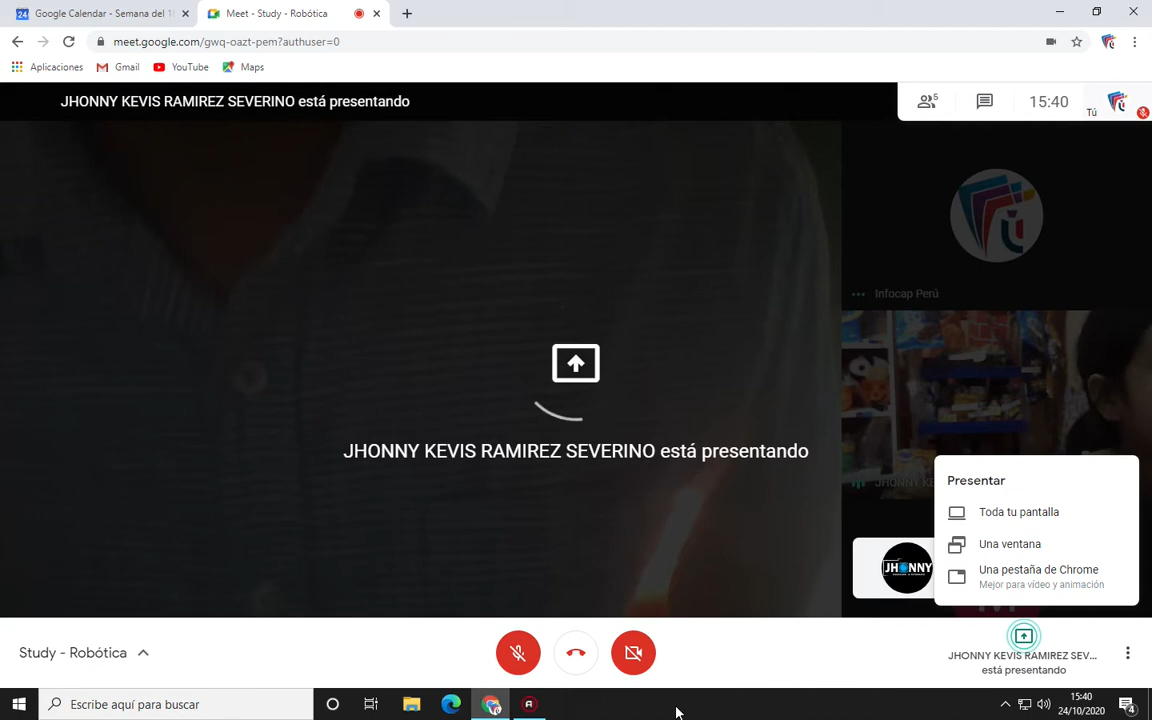 Google Calendar - Semana del 1
Meet - Study - Robótica
meet.google.com/gwq-oazt-pem?authuser=0
Aplicaciones
Gmail
YouTube
Maps
JHONNY KEVIS RAMIREZ SEVERINO está presentando
5
15:40
Tú
Infocap Perú
JHONNY KEVIS RAMIREZ SEVERINO está presentando
JHONNY KE
JHONNY
Presentar
Toda tu pantalla
Una ventana
Una pestaña de Chrome
Mejor para vídeo y animación
Study - Robótica
JHONNY KEVIS RAMIREZ SEV...
está presentando
Escribe aquí para buscar
15:40
24/10/2020
4